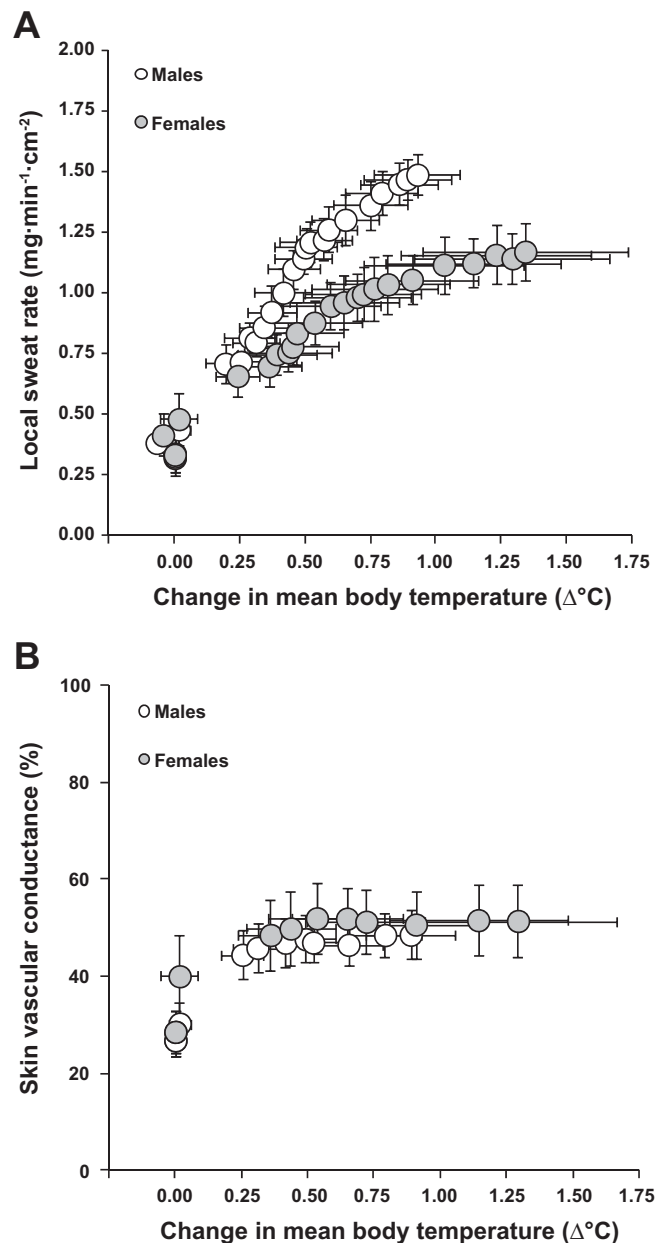 A
2.00
1.75
1.50
1.25
1.00
0.75
0.50
0.25
0.00
Local sweat rate (mg·min⁻¹·cm⁻²)
Males
Females
0.00 0.25 0.50 0.75 1.00 1.25 1.50 1.75
Change in mean body temperature (Δ°C)
B
100
80
60
40
20
0
Skin vascular conductance (%)
Males
Females
0.00 0.25 0.50 0.75 1.00 1.25 1.50 1.75
Change in mean body temperature (Δ°C)